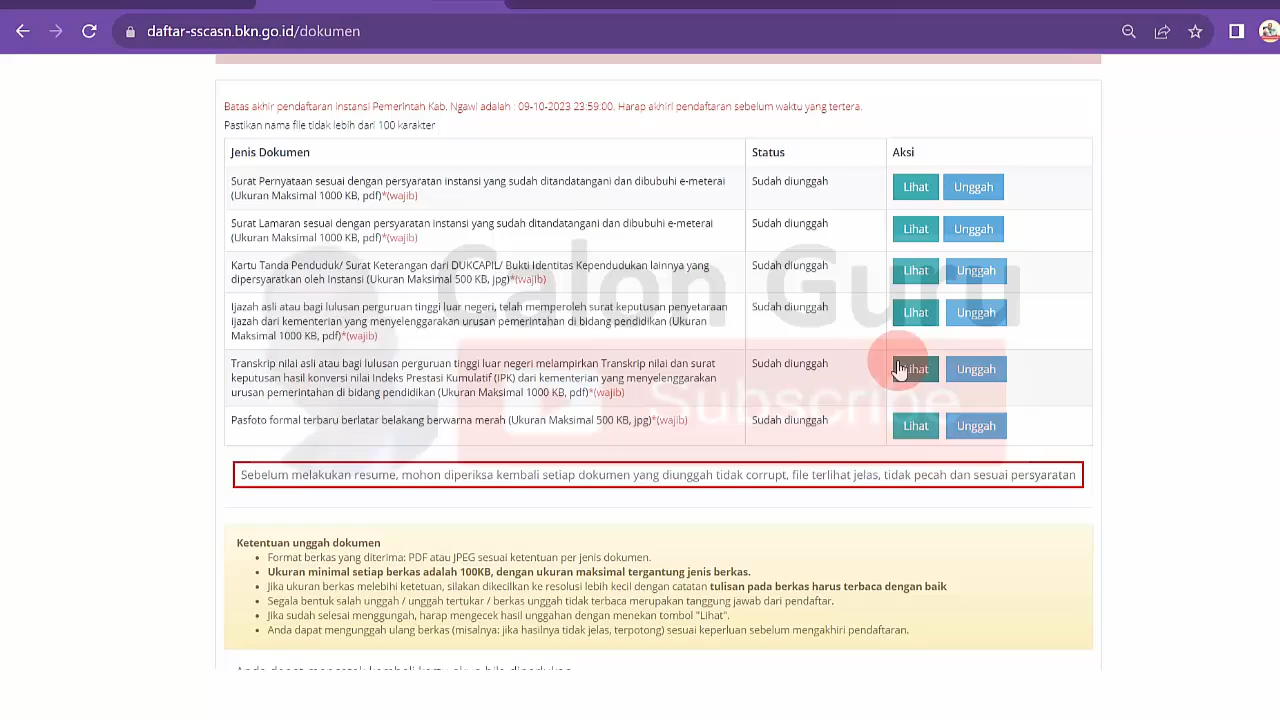 daftar-sscasn.bkn.go.id/dokumen
Batas akhir pendaftaran instansi Pemerintah Kab. Ngawi adalah : 09-10-2023 23:59:00. Harap akhiri pendaftaran sebelum waktu yang tertera.
Pastikan nama file tidak lebih dari 100 karakter
Jenis Dokumen Status Aksi
Surat Pernyataan sesuai dengan persyaratan instansi yang sudah ditandatangani dan dibubuhi e-meterai Sudah diunggah Lihat Unggah
(Ukuran Maksimal 1000 KB, pdf)*(wajib)
Surat Lamaran sesuai dengan persyaratan instansi yang sudah ditandatangani dan dibubuhi e-meterai Sudah diunggah Lihat Unggah
(Ukuran Maksimal 1000 KB, pdf)*(wajib)
Kartu Tanda Penduduk/ Surat Keterangan dari DUKCAPIL/ Bukti Identitas Kependudukan lainnya yang Sudah diunggah Lihat Unggah
dipersyaratkan oleh Instansi (Ukuran Maksimal 500 KB, jpg)*(wajib)
Calon Guru
Ijazah asli atau bagi lulusan perguruan tinggi luar negeri, telah memperoleh surat keputusan penyetaraan Sudah diunggah Lihat Unggah
ijazah dari kementerian yang menyelenggarakan urusan pemerintahan di bidang pendidikan (Ukuran
Maksimal 1000 KB, pdf)*(wajib)
Transkrip nilai asli atau bagi lulusan perguruan tinggi luar negeri melampirkan Transkrip nilai dan surat Sudah diunggah Lihat Unggah
keputusan hasil konversi nilai Indeks Prestasi Kumulatif (IPK) dari kementerian yang menyelenggarakan
urusan pemerintahan di bidang pendidikan (Ukuran Maksimal 1000 KB, pdf)*(wajib)
Subscribe
Pasfoto formal terbaru berlatar belakang berwarna merah (Ukuran Maksimal 500 KB, jpg)*(wajib) Sudah diunggah Lihat Unggah
Sebelum melakukan resume, mohon diperiksa kembali setiap dokumen yang diunggah tidak corrupt, file terlihat jelas, tidak pecah dan sesuai persyaratan
Ketentuan unggah dokumen
• Format berkas yang diterima: PDF atau JPEG sesuai ketentuan per jenis dokumen.
• Ukuran minimal setiap berkas adalah 100KB, dengan ukuran maksimal tergantung jenis berkas.
• Jika ukuran berkas melebihi ketetuan, silakan dikecilkan ke resolusi lebih kecil dengan catatan tulisan pada berkas harus terbaca dengan baik
• Segala bentuk salah unggah / unggah tertukar / berkas unggah tidak terbaca merupakan tanggung jawab dari pendaftar.
• Jika sudah selesai menggunggah, harap mengecek hasil unggahan dengan menekan tombol "Lihat".
• Anda dapat mengunggah ulang berkas (misalnya: jika hasilnya tidak jelas, terpotong) sesuai keperluan sebelum mengakhiri pendaftaran.